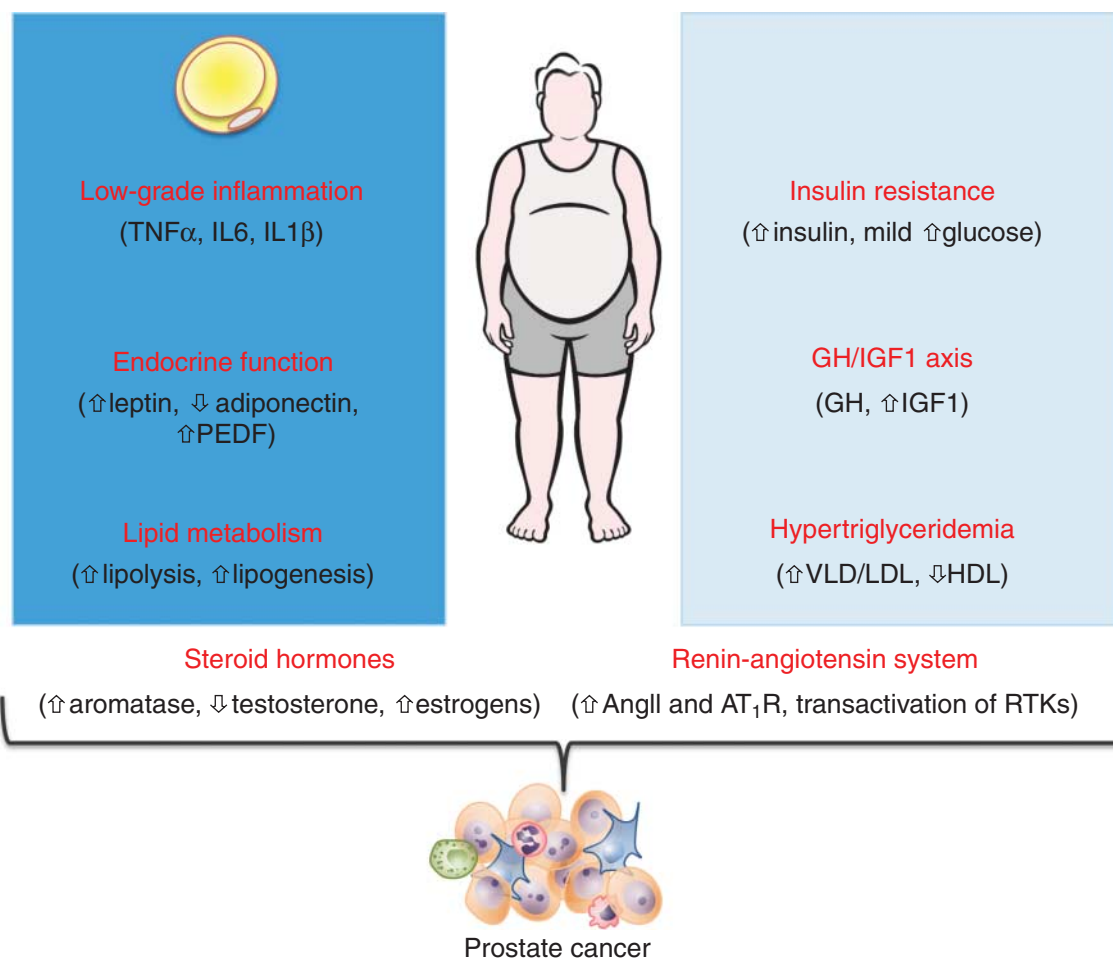 Low-grade inflammation
(TNFα, IL6, IL1β)
Endocrine function
(⇧leptin, ⇩ adiponectin,
⇧PEDF)
Lipid metabolism
(⇧lipolysis, ⇧lipogenesis)
Insulin resistance
(⇧insulin, mild ⇧glucose)
GH/IGF1 axis
(GH, ⇧IGF1)
Hypertriglyceridemia
(⇧VLD/LDL, ⇩HDL)
Steroid hormones
(⇧aromatase, ⇩testosterone, ⇧estrogens)
Renin-angiotensin system
(⇧AngII and AT₁R, transactivation of RTKs)
Prostate cancer